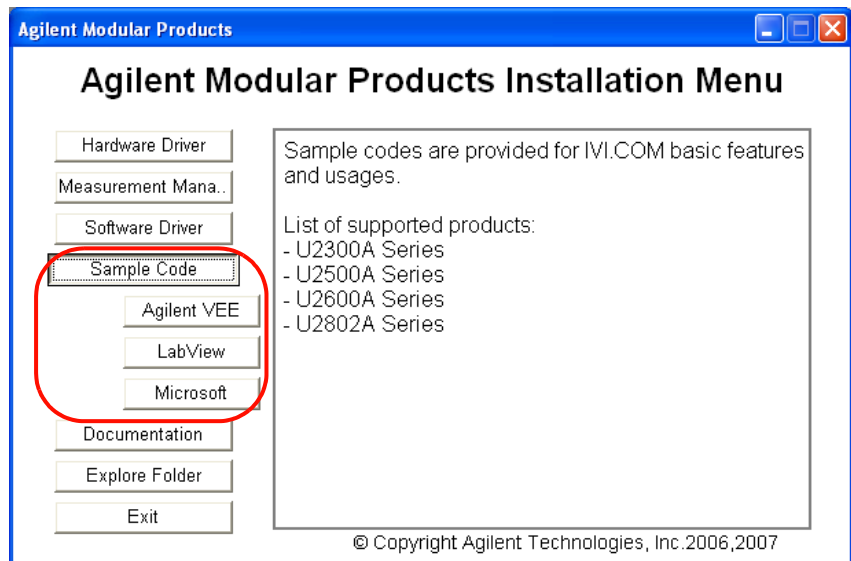 Agilent Modular Products
Agilent Modular Products Installation Menu
Hardware Driver
Measurement Mana..
Software Driver
Sample Code
Agilent VEE
LabView
Microsoft
Documentation
Explore Folder
Exit
Sample codes are provided for IVI.COM basic features
and usages.
List of supported products:
- U2300A Series
- U2500A Series
- U2600A Series
- U2802A Series
© Copyright Agilent Technologies, Inc.2006,2007